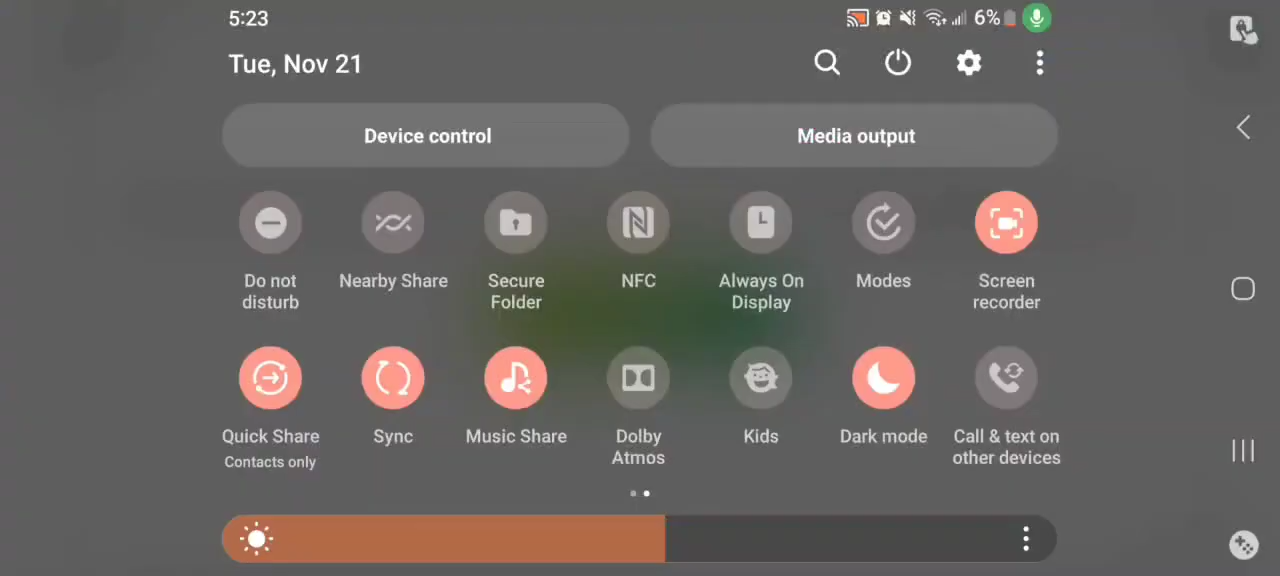 5:23
6%
Tue, Nov 21
Device control
Media output
Do not
disturb
Nearby Share
Secure
Folder
NFC
Always On
Display
Modes
Screen
recorder
Quick Share
Contacts only
Sync
Music Share
Dolby
Atmos
Kids
Dark mode
Call & text on
other devices